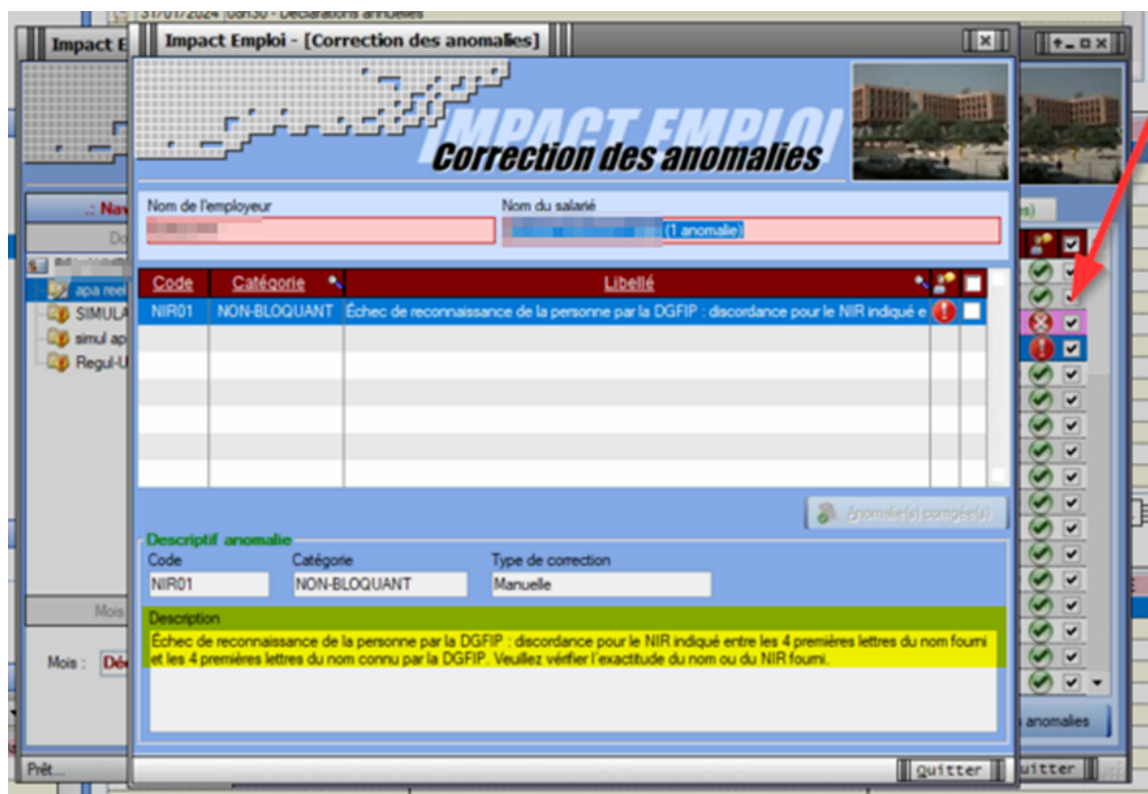 31/01/2024 |08h30 - Déclarations annuelles
Impact E
Impact Emploi - [Correction des anomalies]
IMPACT EMPLOI
Correction des anomalies
.: Nav
Nom de l'employeur
Nom du salarié
(1 anomalie)
s)
Do
apa reel
SIMULA
simul ap
Regul-U
Code
Catégorie
Libellé
NIR01
NON-BLOQUANT
Échec de reconnaissance de la personne par la DGFIP : discordance pour le NIR indiqué e
Anomalie(s) corrigée(s)
Descriptif anomalie
Code
Catégorie
Type de correction
NIR01
NON-BLOQUANT
Manuelle
Mois
Description
Échec de reconnaissance de la personne par la DGFIP : discordance pour le NIR indiqué entre les 4 premières lettres du nom fourni
et les 4 premières lettres du nom connu par la DGFIP. Veuillez vérifier l'exactitude du nom ou du NIR fourni.
Mois :
Déc
s anomalies
Prêt...
Quitter
uitter